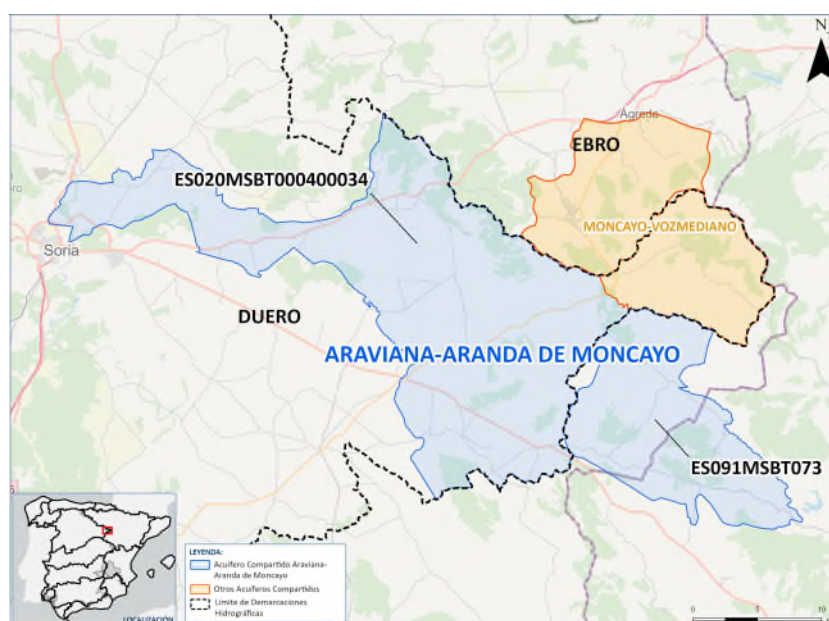 N
Agreda
EBRO
ES020MSBT000400034
MONCAYO-VOZMEDIANO
Soria
DUERO
ARAVIANA-ARANDA DE MONCAYO
ES091MSBT073
LEYENDA:
Acuífero Compartido Araviana-
Aranda de Moncayo
Otros Acuíferos Compartidos
Límite de Demarcaciones
Hidrográficas
LOCALIZACIÓN
0 5 10